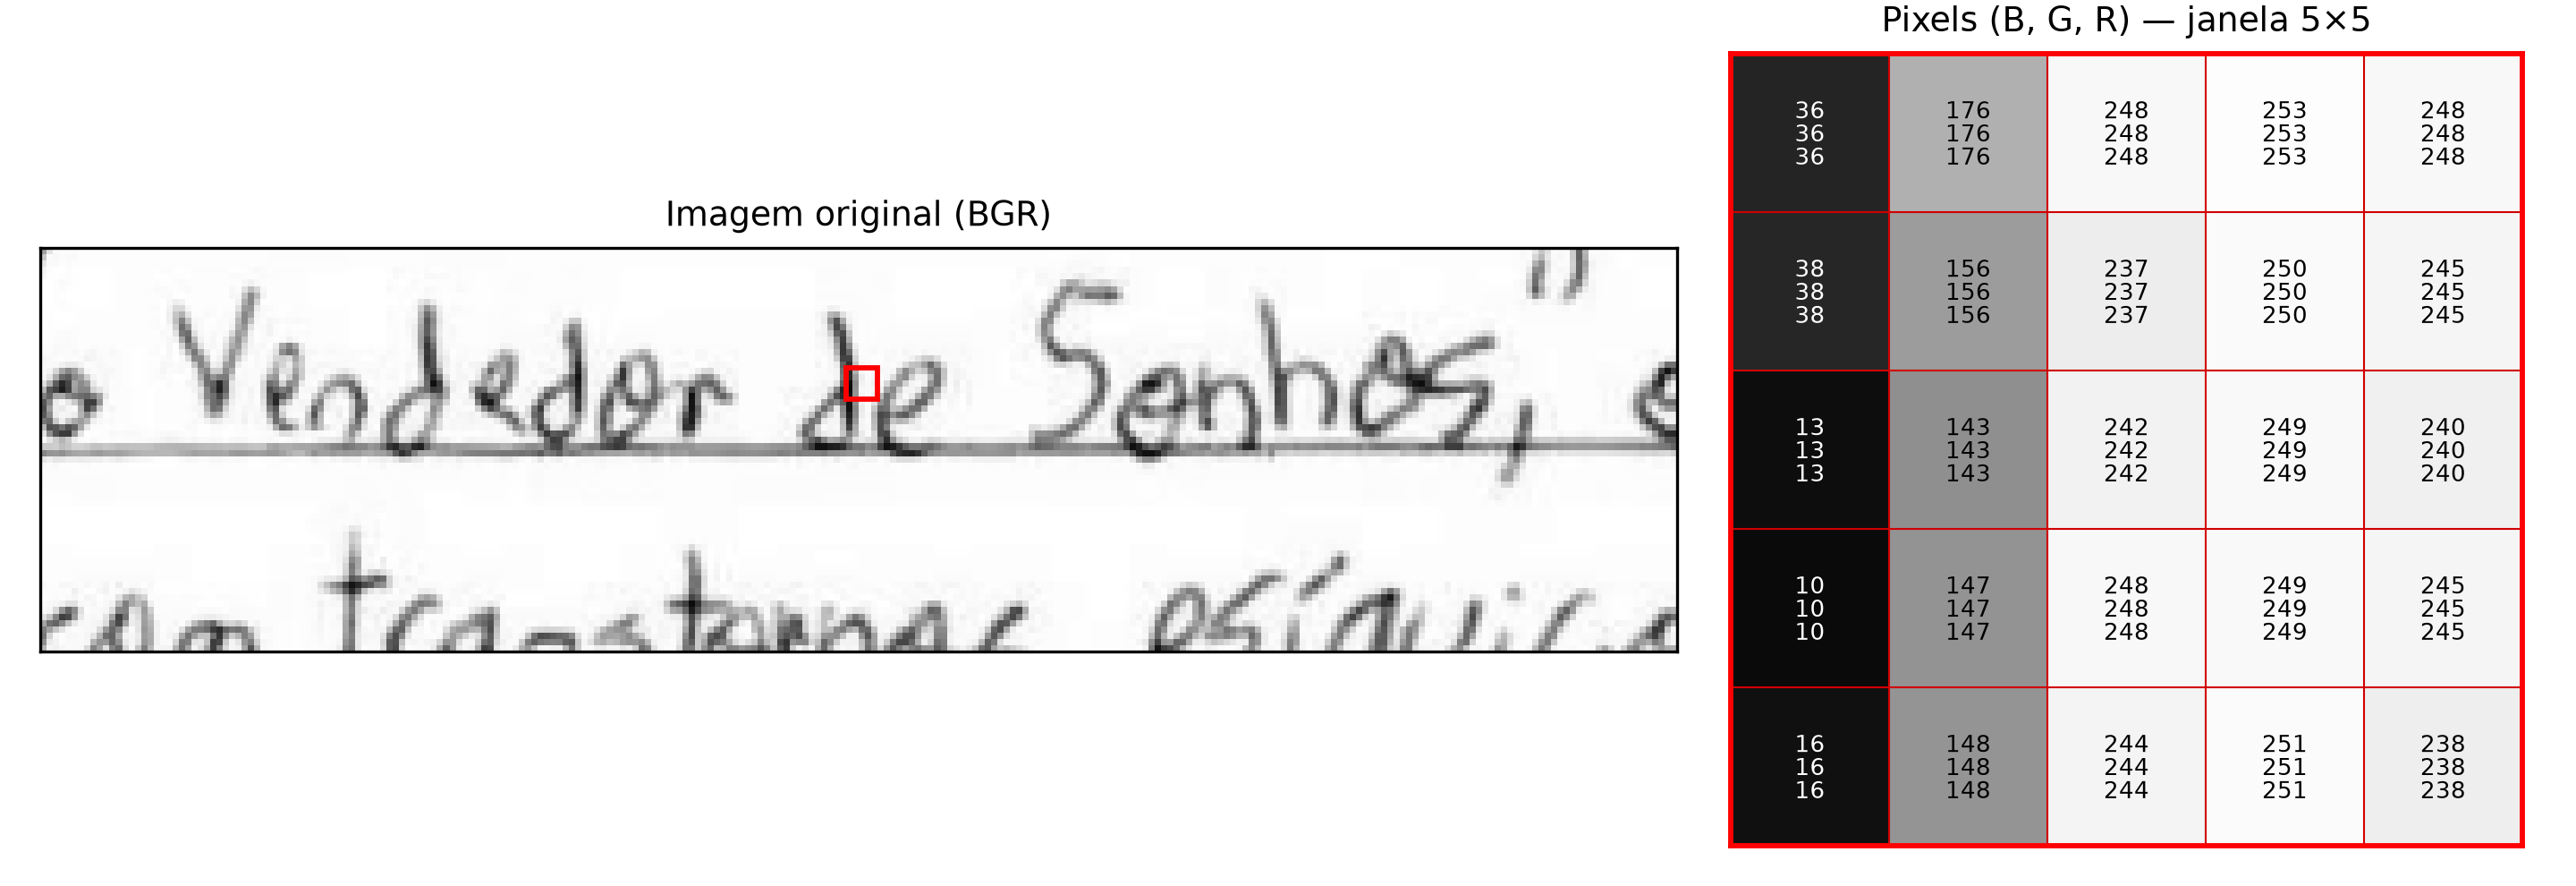 Imagem original (BGR)
o Vendedor de Sonhos", e
com transtornos
Pixels (B, G, R) — janela 5×5
36 176 248 253 248
36 176 248 253 248
36 176 248 253 248
38 156 237 250 245
38 156 237 250 245
38 156 237 250 245
13 143 242 249 240
13 143 242 249 240
13 143 242 249 240
10 147 248 249 245
10 147 248 249 245
10 147 248 249 245
16 148 244 251 238
16 148 244 251 238
16 148 244 251 238